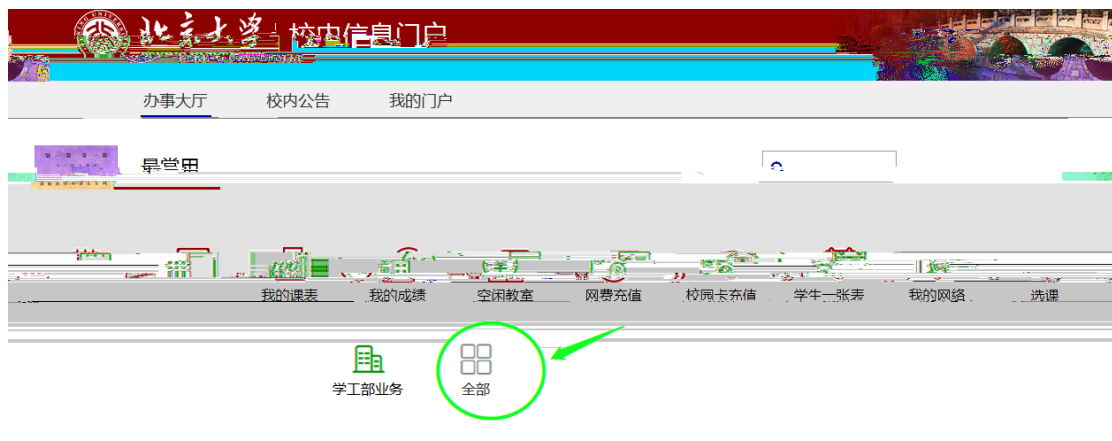 北京大学 校内信息门户
办事大厅 校内公告 我的门户
最常用
我的课表 我的成绩 空闲教室 网费充值 校园卡充值 学生一张表 我的网络 选课
学工部业务 全部